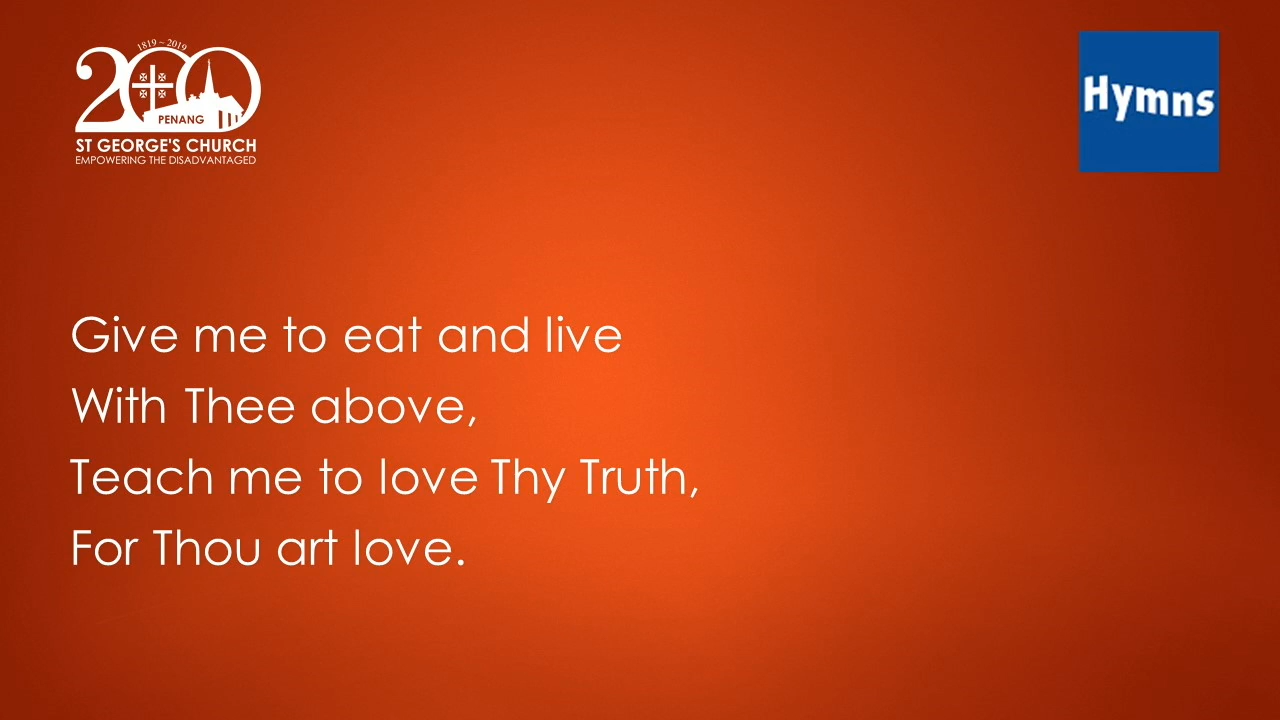 1819 ~ 2019
200
PENANG
ST GEORGE'S CHURCH
EMPOWERING THE DISADVANTAGED
Hymns
Give me to eat and live
With Thee above,
Teach me to love Thy Truth,
For Thou art love.